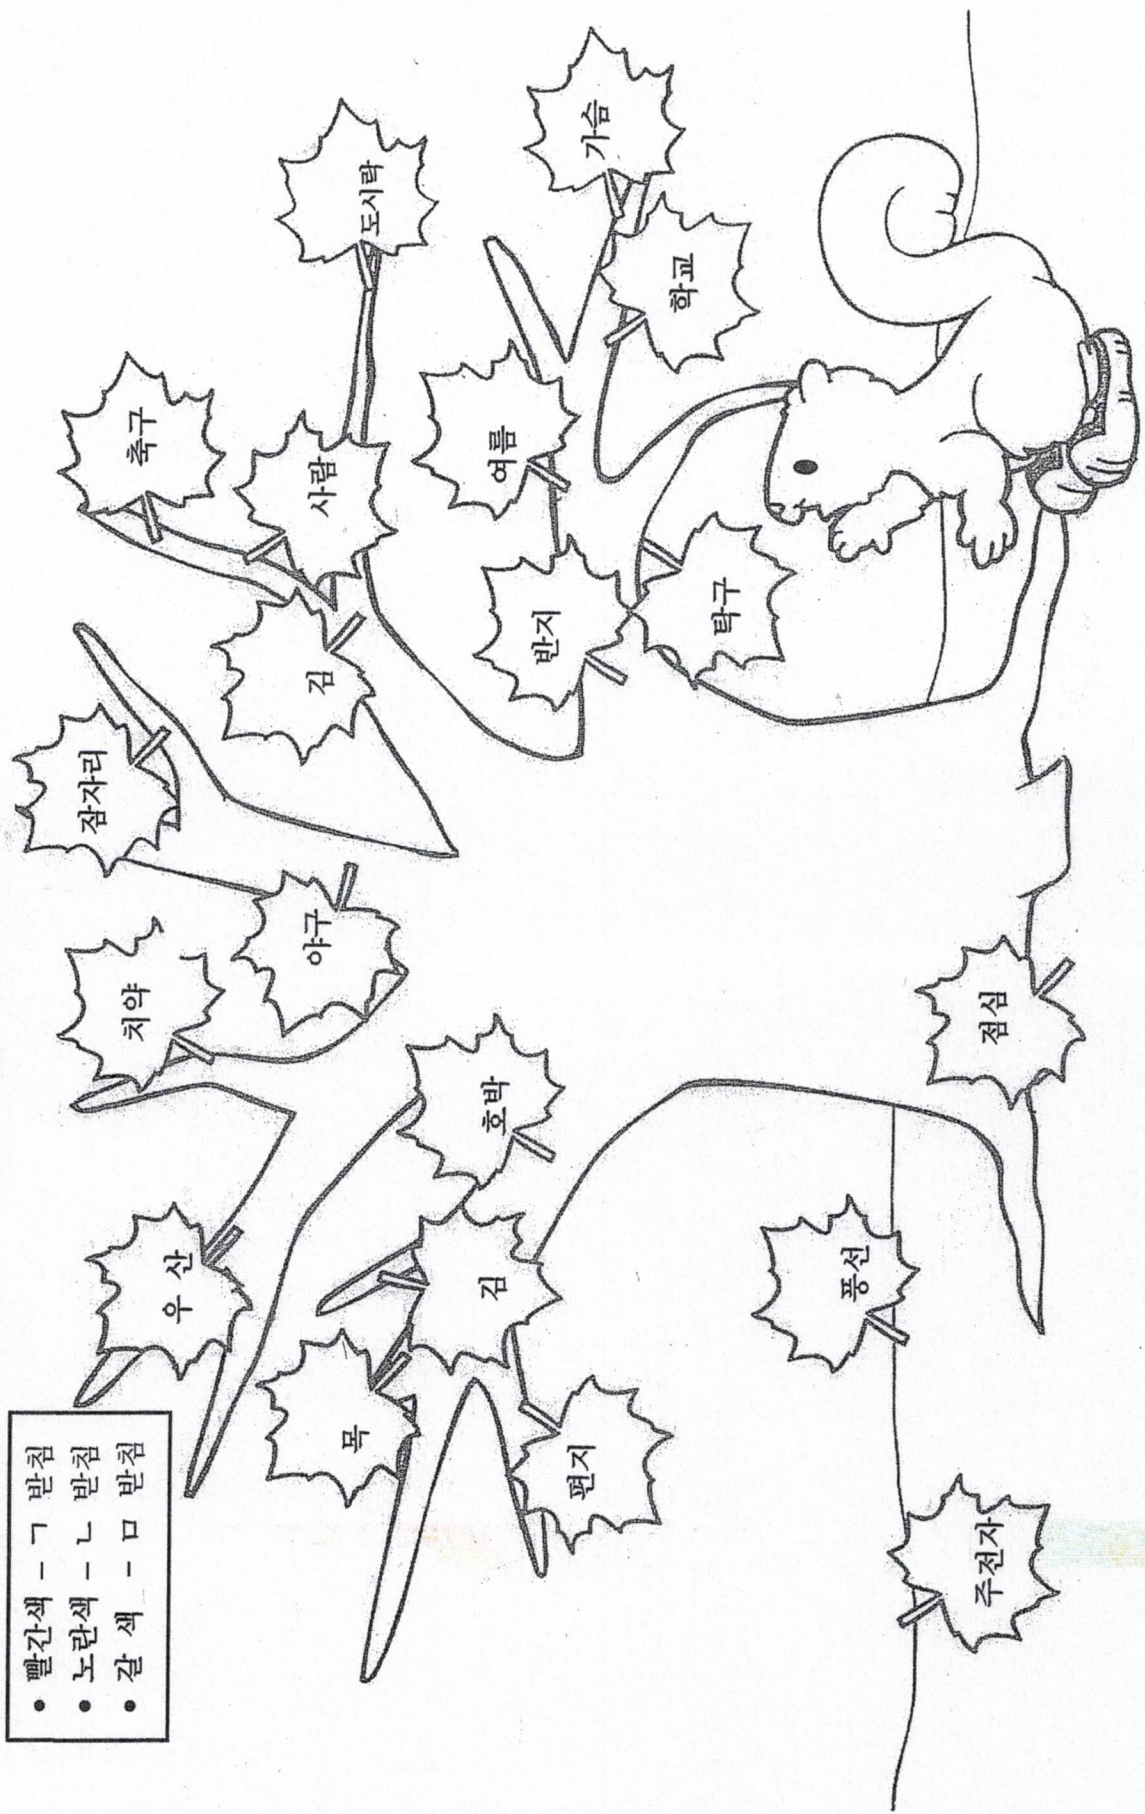 • 빨간색 - ㄱ 받침
• 노란색 - ㄴ 받침
• 갈 색 - ㅁ 받침
우 산
치약
잠자리
축구
목
야구
김
사람
도시락
김
호박
편지
반지
여름
가슴
탁구
학교
풍선
점심
주전자